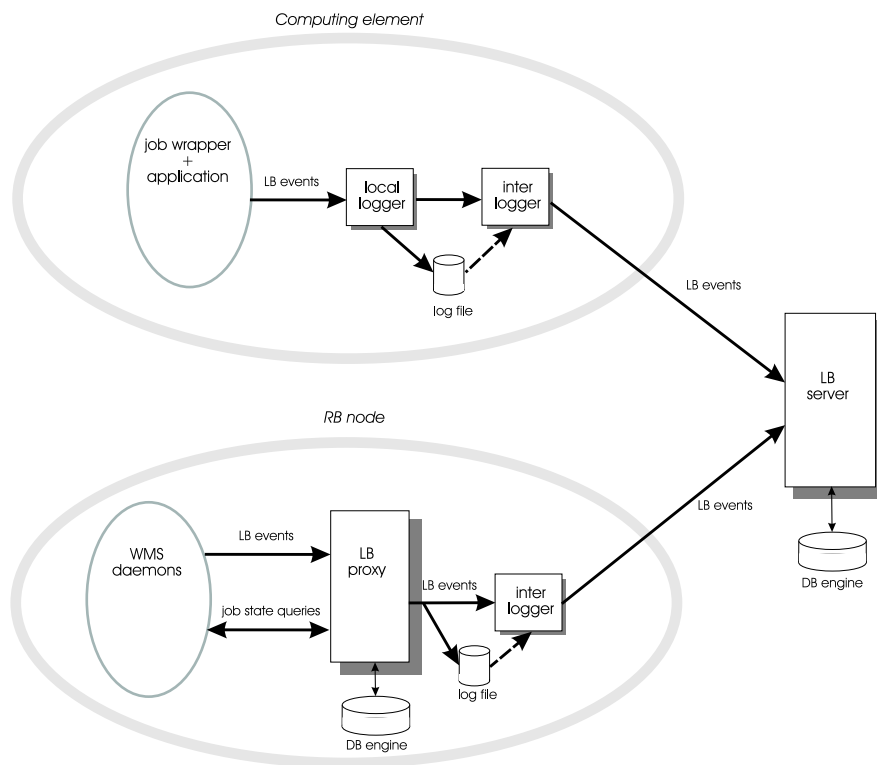 Computing element
job wrapper
+
application
LB events
local
logger
inter
logger
log file
LB events
LB
server
DB engine
RB node
WMS
daemons
LB events
job state queries
LB
proxy
LB events
inter
logger
log file
DB engine
LB events